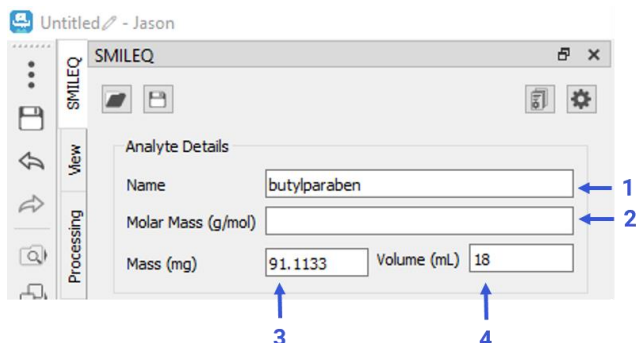 Untitled - Jason
SMILEQ
SMILEQ
View
Processing
Analyte Details
Name butylparaben 1
Molar Mass (g/mol) 2
Mass (mg) 91.1133 Volume (mL) 18
3 4